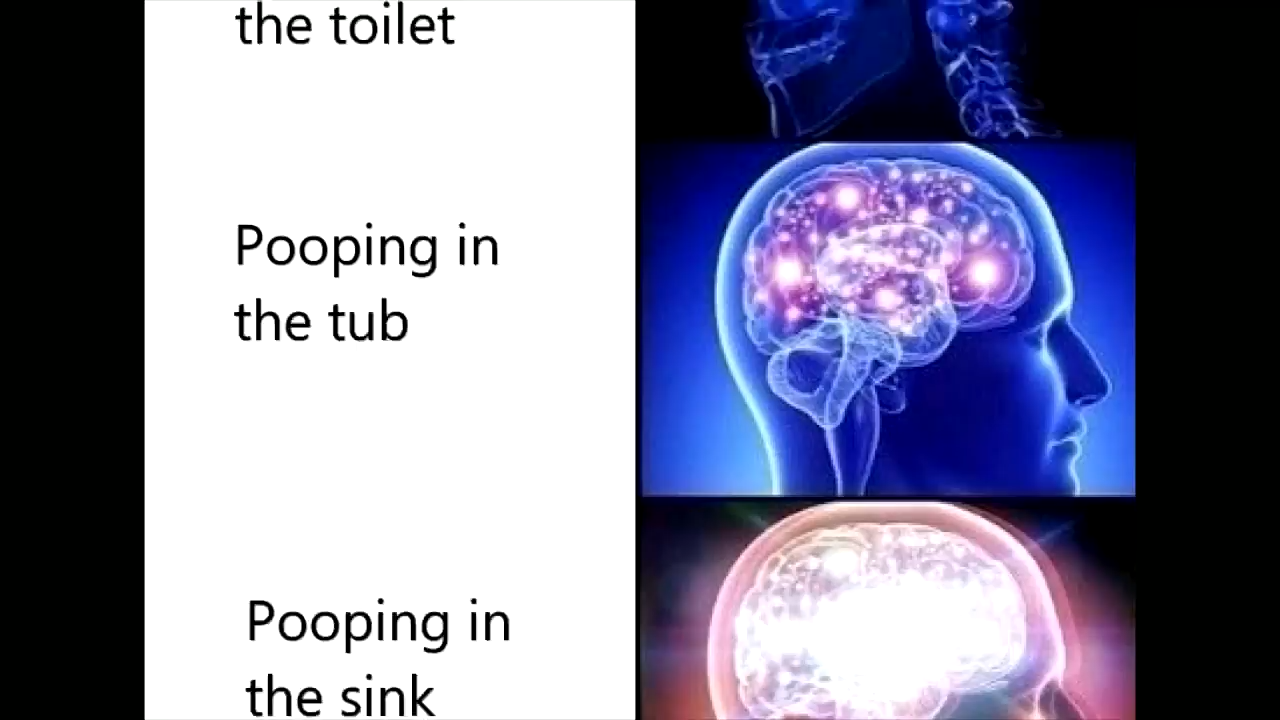 the toilet
Pooping in
the tub
Pooping in
the sink